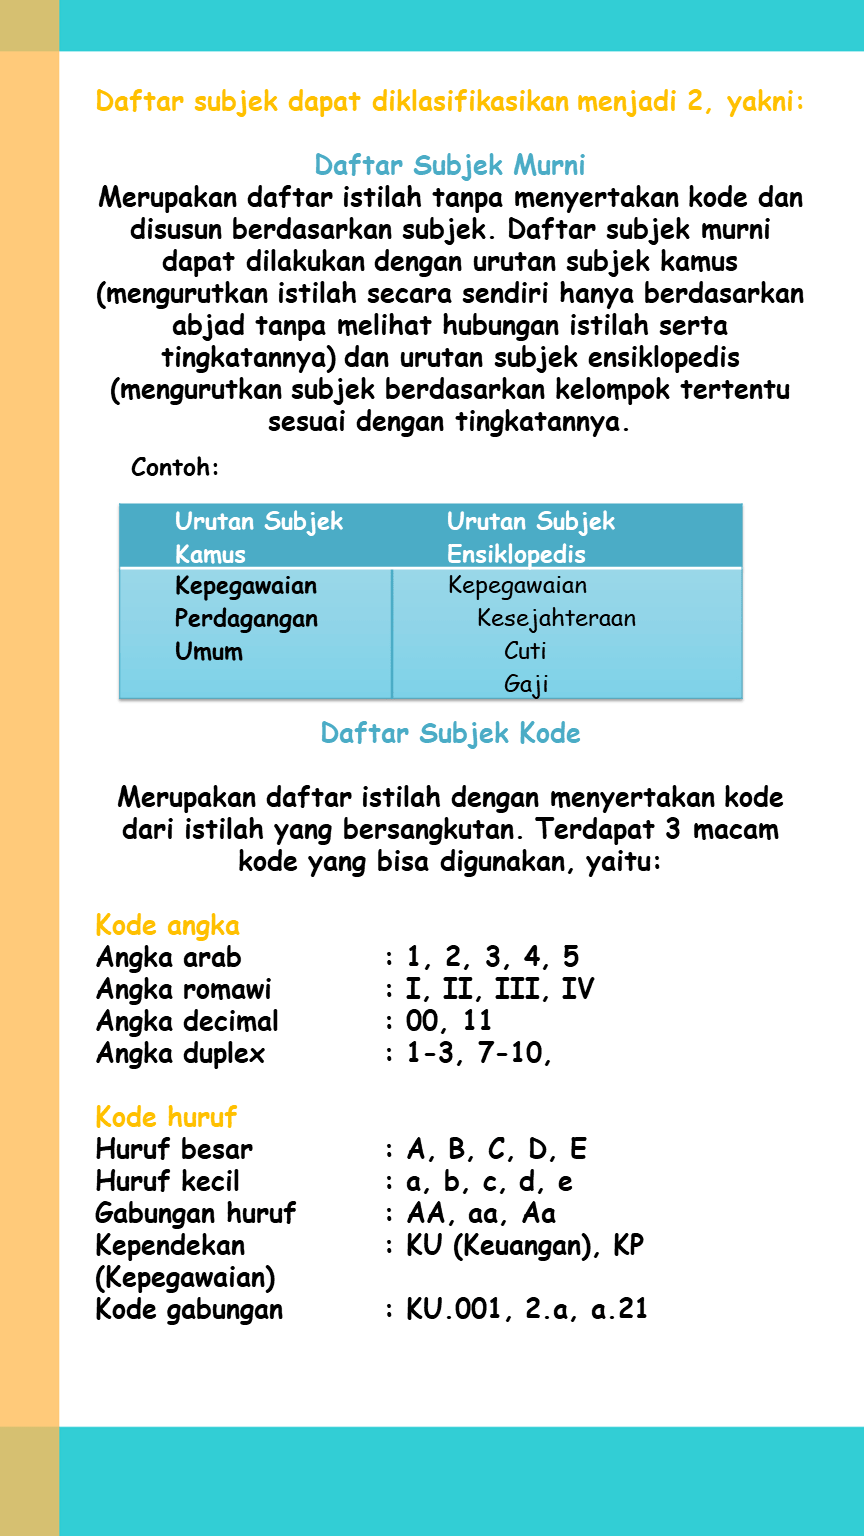 Daftar subjek dapat diklasifikasikan menjadi 2, yakni:
Daftar Subjek Murni
Merupakan daftar istilah tanpa menyertakan kode dan
disusun berdasarkan subjek. Daftar subjek murni
dapat dilakukan dengan urutan subjek kamus
(mengurutkan istilah secara sendiri hanya berdasarkan
abjad tanpa melihat hubungan istilah serta
tingkatannya) dan urutan subjek ensiklopedis
(mengurutkan subjek berdasarkan kelompok tertentu
sesuai dengan tingkatannya.
Contoh:
Urutan Subjek Kamus
Urutan Subjek Ensiklopedis
Kepegawaian
Perdagangan
Umum
Kepegawaian
Kesejahteraan
Cuti
Gaji
Daftar Subjek Kode
Merupakan daftar istilah dengan menyertakan kode
dari istilah yang bersangkutan. Terdapat 3 macam
kode yang bisa digunakan, yaitu:
Kode angka
Angka arab : 1, 2, 3, 4, 5
Angka romawi : I, II, III, IV
Angka decimal : 00, 11
Angka duplex : 1-3, 7-10,
Kode huruf
Huruf besar : A, B, C, D, E
Huruf kecil : a, b, c, d, e
Gabungan huruf : AA, aa, Aa
Kependekan : KU (Keuangan), KP
(Kepegawaian)
Kode gabungan : KU.001, 2.a, a.21